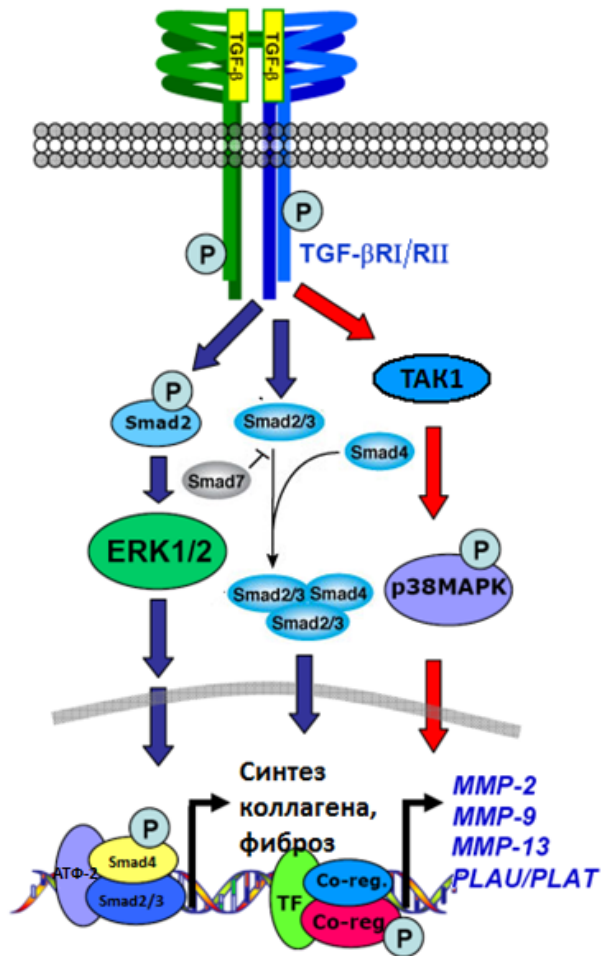 TGF-β
TGF-β
P
P
TGF-βRI/RII
P
Smad2
Smad2/3
TAK1
Smad7
Smad4
ERK1/2
P
p38MAPK
Smad2/3 Smad4
Smad2/3
Синтез
коллагена,
фиброз
MMP-2
MMP-9
MMP-13
PLAU/PLAT
P
АТФ-2
Smad4
Smad2/3
TF
Co-reg.
Co-reg
P